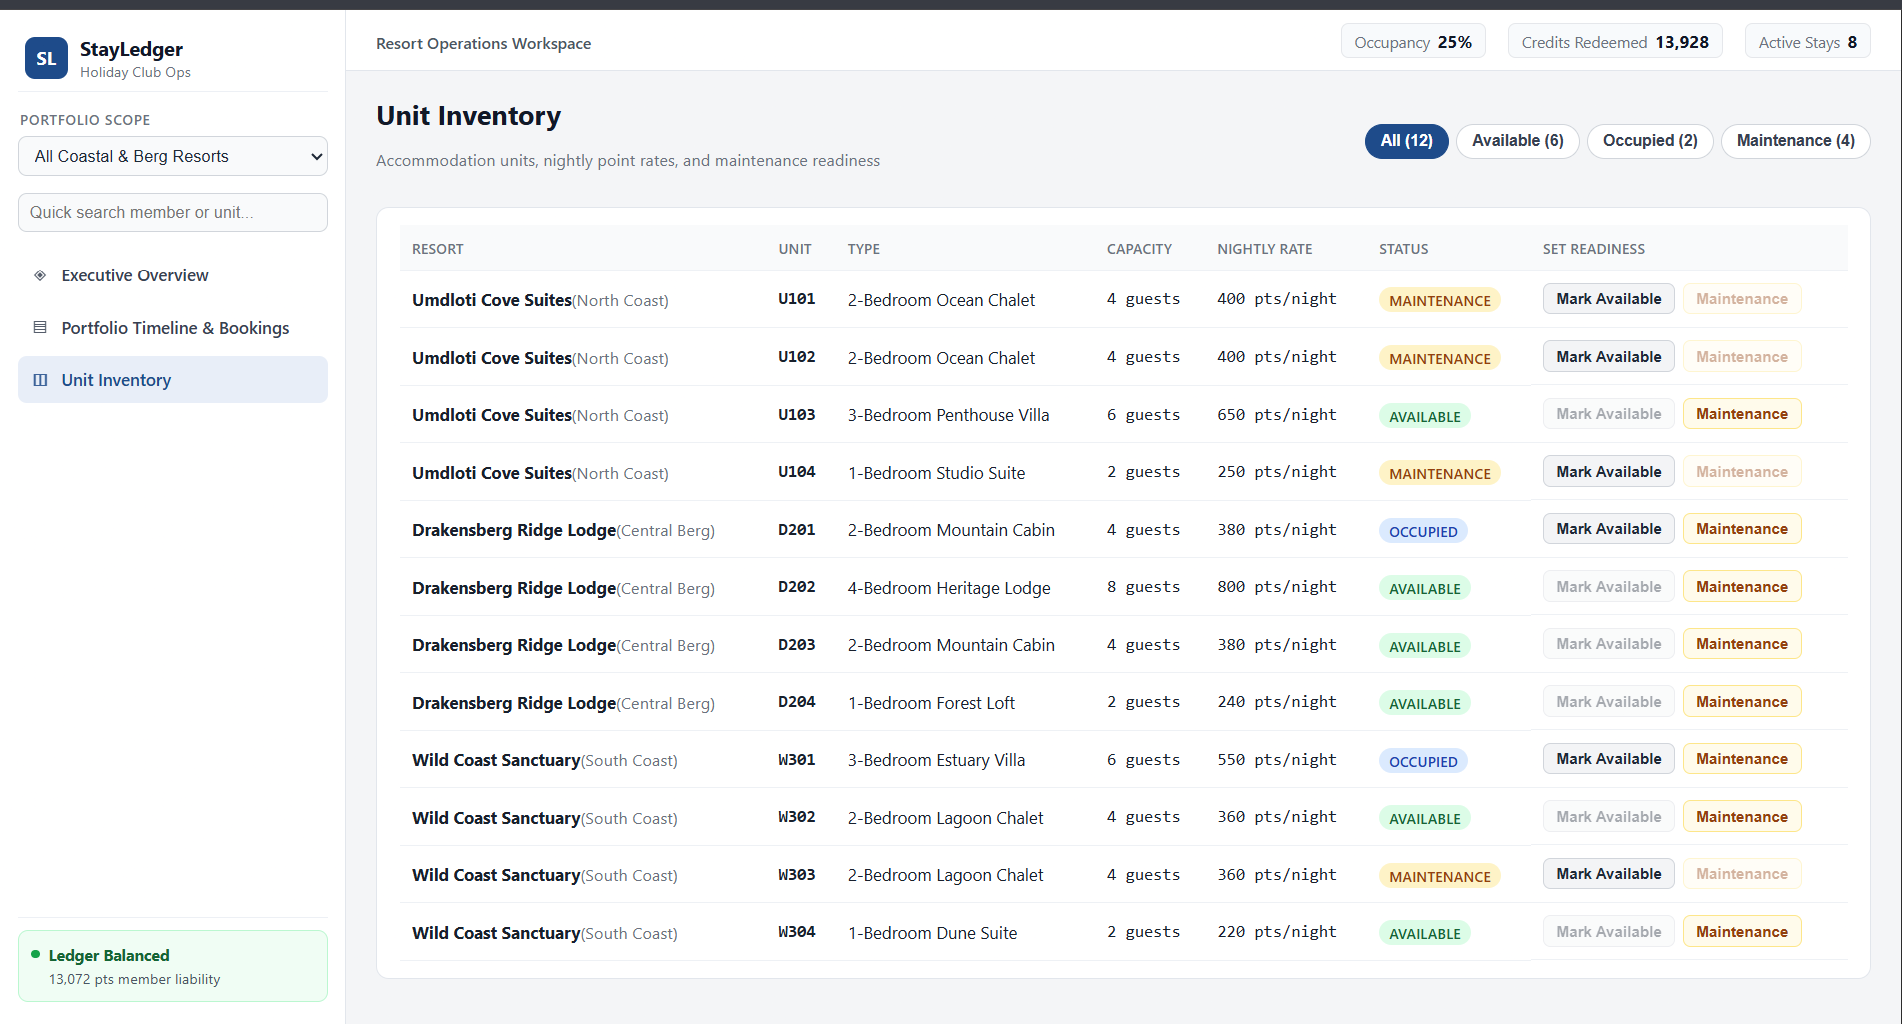 SL
StayLedger
Holiday Club Ops
PORTFOLIO SCOPE
All Coastal & Berg Resorts
Quick search member or unit...
Executive Overview
Portfolio Timeline & Bookings
Unit Inventory
Ledger Balanced
13,072 pts member liability
Resort Operations Workspace
Occupancy 25%
Credits Redeemed 13,928
Active Stays 8
Unit Inventory
Accommodation units, nightly point rates, and maintenance readiness
All (12)
Available (6)
Occupied (2)
Maintenance (4)
RESORT UNIT TYPE CAPACITY NIGHTLY RATE STATUS SET READINESS
Umdloti Cove Suites(North Coast) U101 2-Bedroom Ocean Chalet 4 guests 400 pts/night MAINTENANCE Mark Available Maintenance
Umdloti Cove Suites(North Coast) U102 2-Bedroom Ocean Chalet 4 guests 400 pts/night MAINTENANCE Mark Available Maintenance
Umdloti Cove Suites(North Coast) U103 3-Bedroom Penthouse Villa 6 guests 650 pts/night AVAILABLE Mark Available Maintenance
Umdloti Cove Suites(North Coast) U104 1-Bedroom Studio Suite 2 guests 250 pts/night MAINTENANCE Mark Available Maintenance
Drakensberg Ridge Lodge(Central Berg) D201 2-Bedroom Mountain Cabin 4 guests 380 pts/night OCCUPIED Mark Available Maintenance
Drakensberg Ridge Lodge(Central Berg) D202 4-Bedroom Heritage Lodge 8 guests 800 pts/night AVAILABLE Mark Available Maintenance
Drakensberg Ridge Lodge(Central Berg) D203 2-Bedroom Mountain Cabin 4 guests 380 pts/night AVAILABLE Mark Available Maintenance
Drakensberg Ridge Lodge(Central Berg) D204 1-Bedroom Forest Loft 2 guests 240 pts/night AVAILABLE Mark Available Maintenance
Wild Coast Sanctuary(South Coast) W301 3-Bedroom Estuary Villa 6 guests 550 pts/night OCCUPIED Mark Available Maintenance
Wild Coast Sanctuary(South Coast) W302 2-Bedroom Lagoon Chalet 4 guests 360 pts/night AVAILABLE Mark Available Maintenance
Wild Coast Sanctuary(South Coast) W303 2-Bedroom Lagoon Chalet 4 guests 360 pts/night MAINTENANCE Mark Available Maintenance
Wild Coast Sanctuary(South Coast) W304 1-Bedroom Dune Suite 2 guests 220 pts/night AVAILABLE Mark Available Maintenance